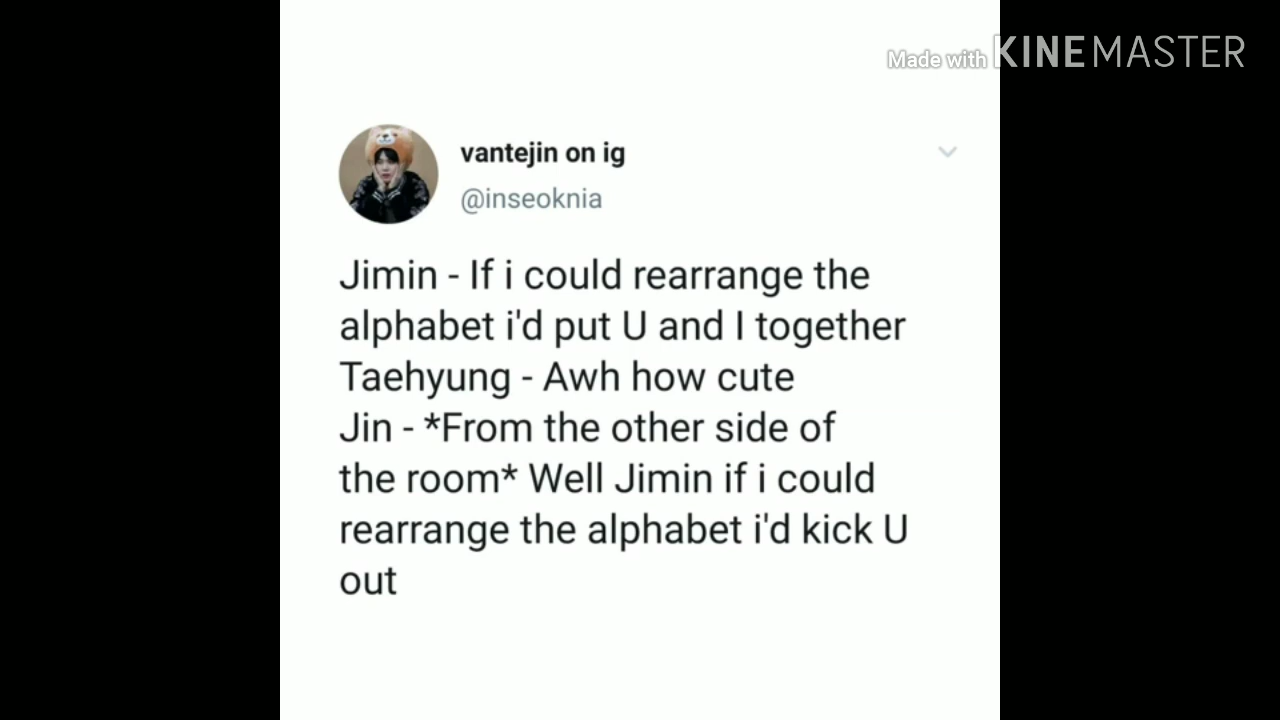 Made with KINEMASTER
vantejin on ig
@inseoknia
Jimin - If i could rearrange the
alphabet i'd put U and I together
Taehyung - Awh how cute
Jin - *From the other side of
the room* Well Jimin if i could
rearrange the alphabet i'd kick U
out